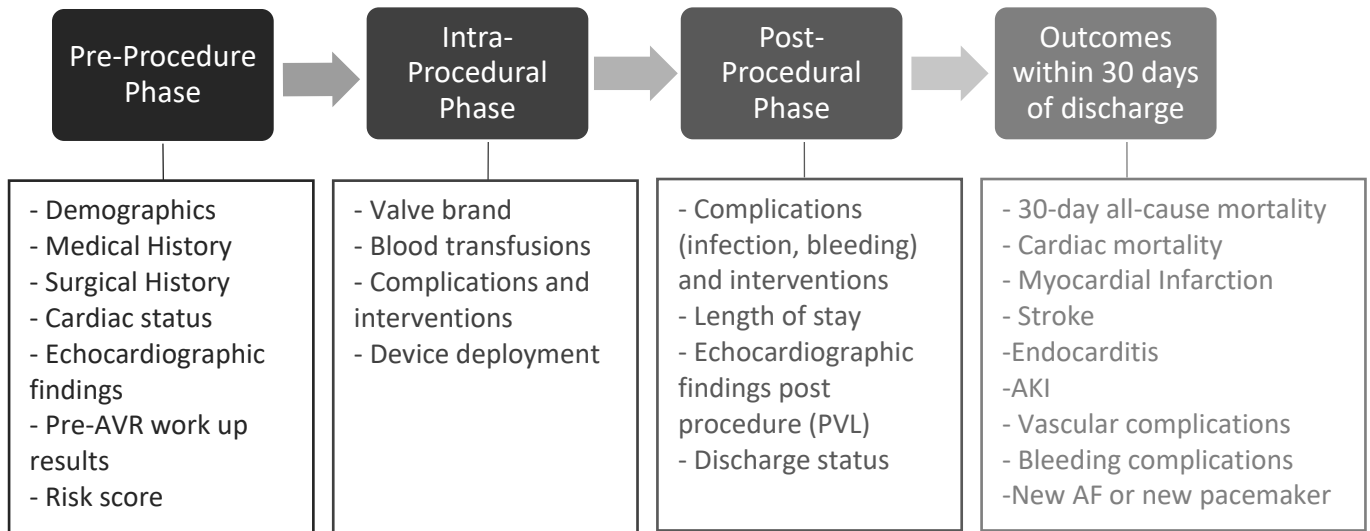 Pre-Procedure
Phase
Intra-
Procedural
Phase
Post-
Procedural
Phase
Outcomes
within 30 days
of discharge
- Demographics
- Medical History
- Surgical History
- Cardiac status
- Echocardiographic
findings
- Pre-AVR work up
results
- Risk score
- Valve brand
- Blood transfusions
- Complications and
interventions
- Device deployment
- Complications
(infection, bleeding)
and interventions
- Length of stay
- Echocardiographic
findings post
procedure (PVL)
- Discharge status
- 30-day all-cause mortality
- Cardiac mortality
- Myocardial Infarction
- Stroke
-Endocarditis
-AKI
- Vascular complications
- Bleeding complications
-New AF or new pacemaker